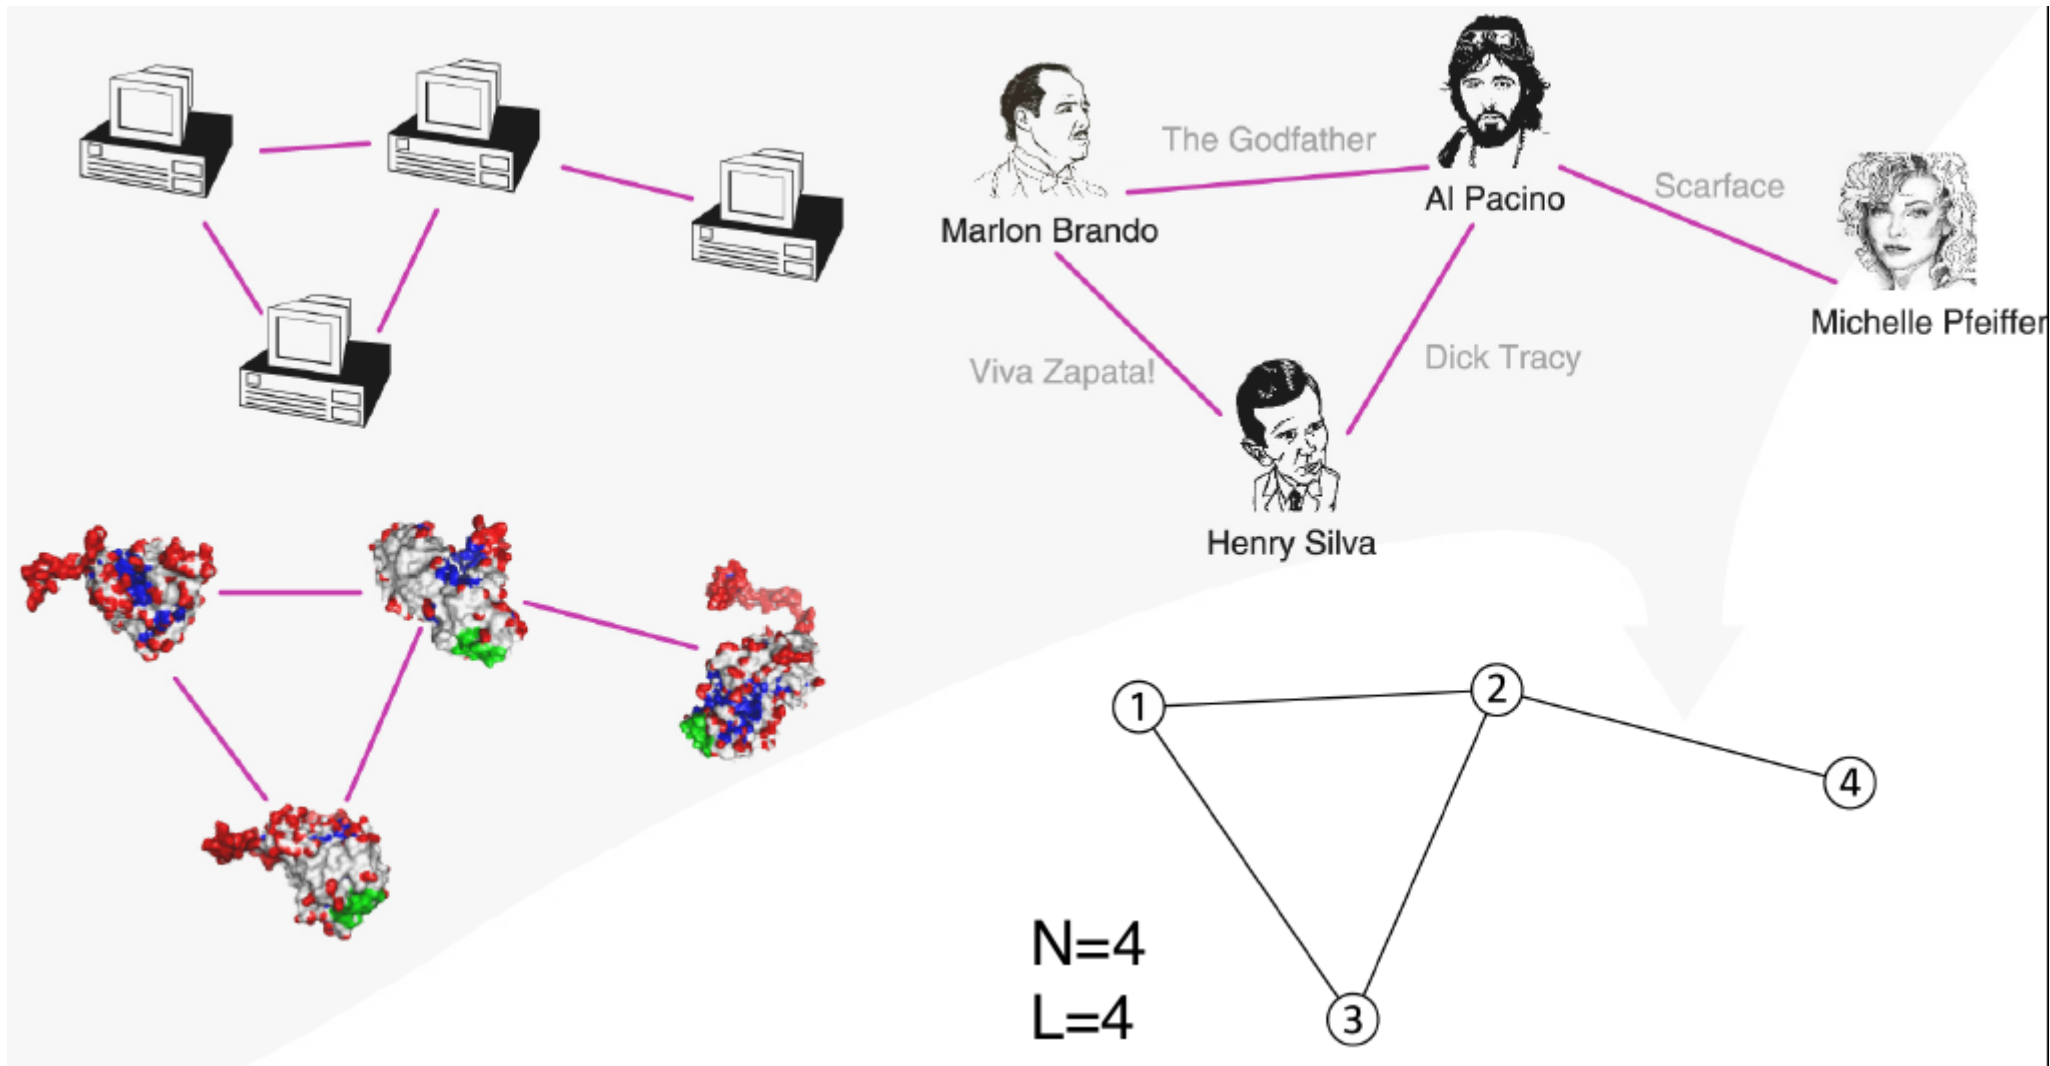 The Godfather
Al Pacino
Scarface
Marlon Brando
Michelle Pfeiffer
Viva Zapata!
Dick Tracy
Henry Silva
1
2
4
3
N=4
L=4